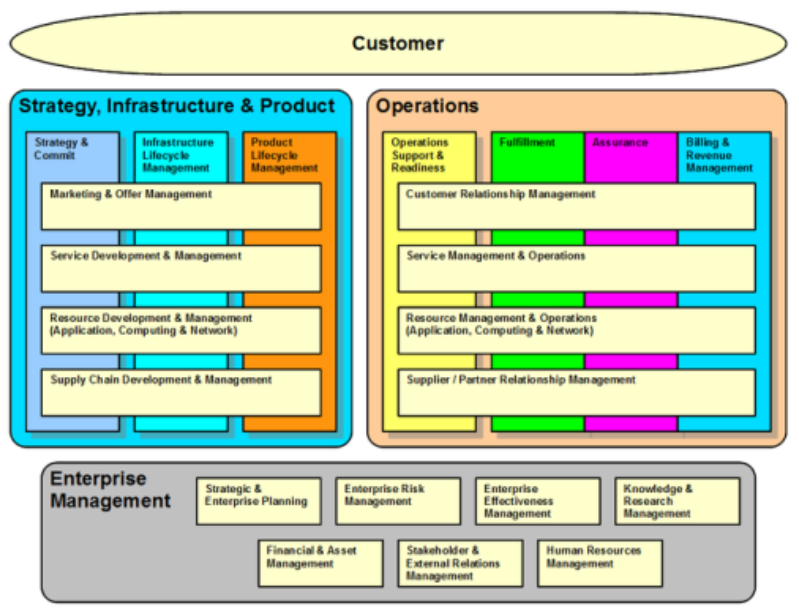 Customer
Strategy, Infrastructure & Product
Strategy &
Commit
Infrastructure
Lifecycle
Management
Product
Lifecycle
Management
Marketing & Offer Management
Service Development & Management
Resource Development & Management
(Application, Computing & Network)
Supply Chain Development & Management
Operations
Operations
Support &
Readiness
Fulfillment
Assurance
Billing &
Revenue
Management
Customer Relationship Management
Service Management & Operations
Resource Management & Operations
(Application, Computing & Network)
Supplier / Partner Relationship Management
Enterprise
Management
Strategic &
Enterprise Planning
Enterprise Risk
Management
Enterprise
Effectiveness
Management
Knowledge &
Research
Management
Financial & Asset
Management
Stakeholder &
External Relations
Management
Human Resources
Management